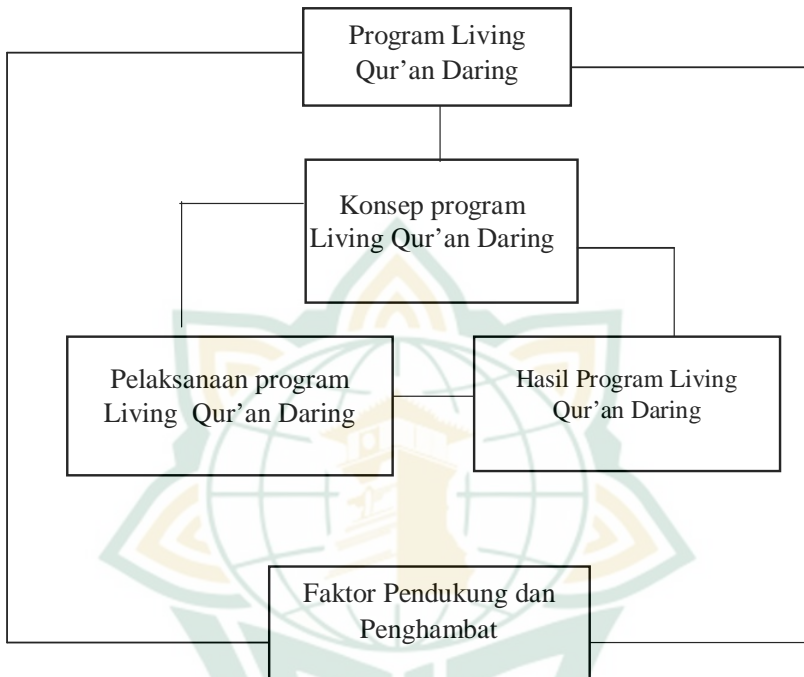 Program Living
Qur'an Daring
Konsep program
Living Qur'an Daring
Pelaksanaan program
Living Qur'an Daring
Hasil Program Living
Qur'an Daring
Faktor Pendukung dan
Penghambat